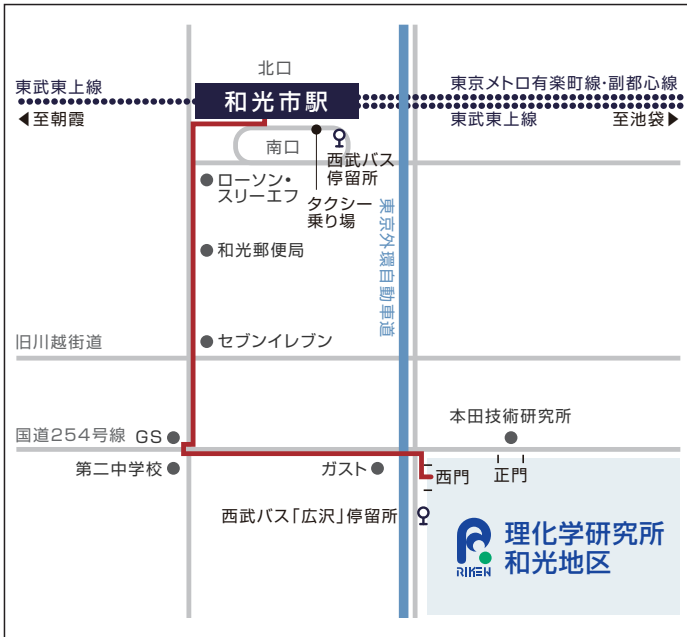 北口
東武東上線
和光市駅
東京メトロ有楽町線・副都心線
◀至朝霞
東武東上線
至池袋▶
南口
西武バス
停留所
ローソン・
スリーエフ
タクシー
乗り場
東京外環自動車道
和光郵便局
旧川越街道
セブンイレブン
本田技術研究所
国道254号線
GS
第二中学校
ガスト
西門
正門
西武バス「広沢」停留所
理化学研究所
和光地区
RIKEN